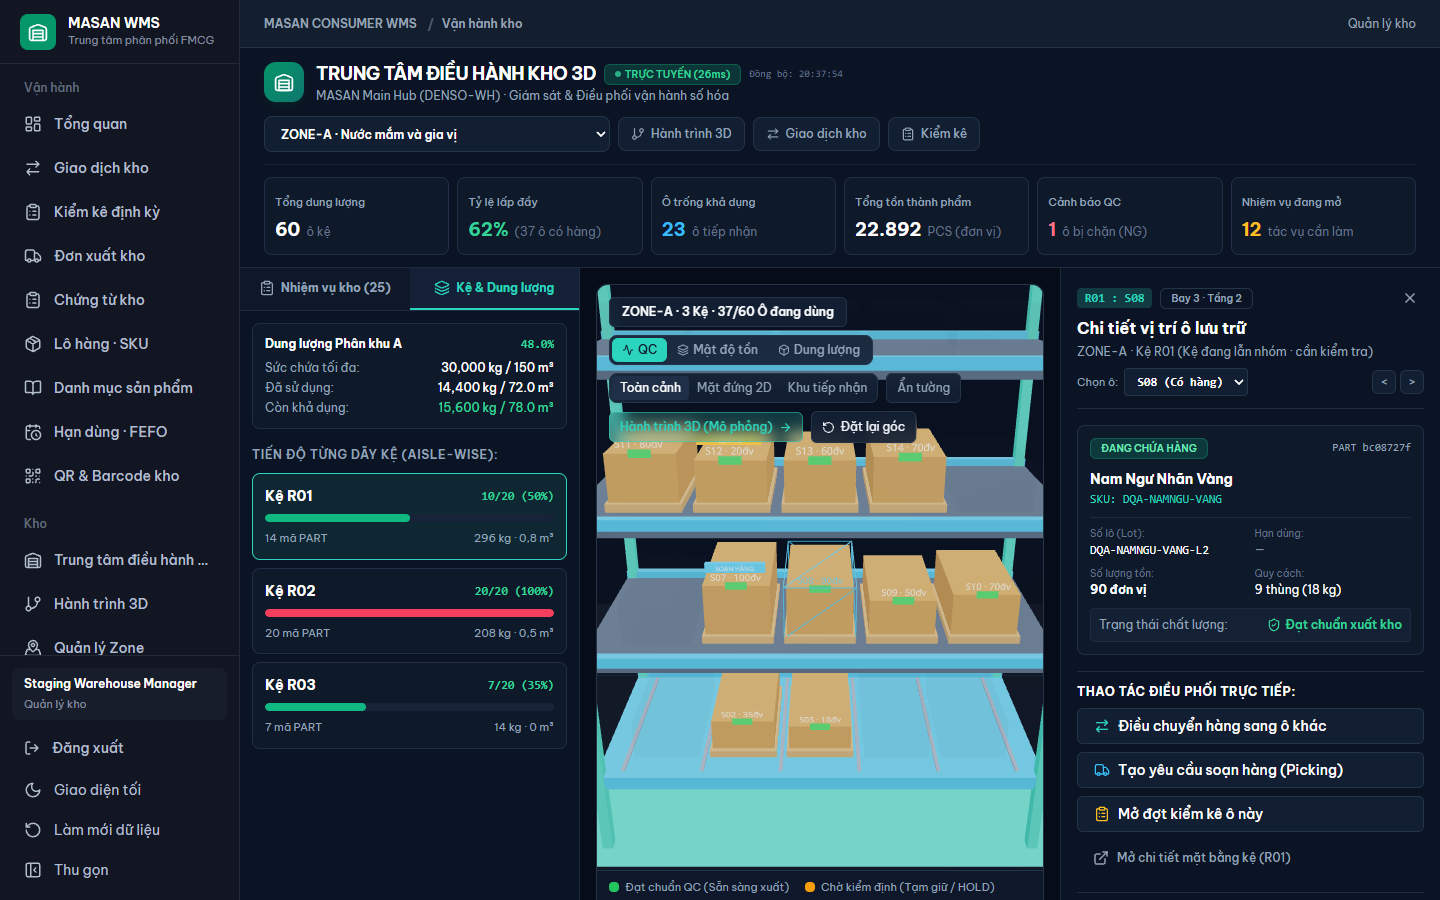 MASAN WMS
Trung tâm phân phối FMCG
Vận hành
Tổng quan
Giao dịch kho
Kiểm kê định kỳ
Đơn xuất kho
Chứng từ kho
Lô hàng · SKU
Danh mục sản phẩm
Hạn dùng · FEFO
QR & Barcode kho
Kho
Trung tâm điều hành ...
Hành trình 3D
Quản lý Zone
Staging Warehouse Manager
Quản lý kho
Đăng xuất
Giao diện tối
Làm mới dữ liệu
Thu gọn
MASAN CONSUMER WMS / Vận hành kho
Quản lý kho
TRUNG TÂM ĐIỀU HÀNH KHO 3D
TRỰC TUYẾN (26ms)
Đồng bộ: 20:37:54
MASAN Main Hub (DENSO-WH) · Giám sát & Điều phối vận hành số hóa
ZONE-A · Nước mắm và gia vị
Hành trình 3D
Giao dịch kho
Kiểm kê
Tổng dung lượng
60 ô kệ
Tỷ lệ lấp đầy
62% (37 ô có hàng)
Ô trống khả dụng
23 ô tiếp nhận
Tổng tồn thành phẩm
22.892 PCS (đơn vị)
Cảnh báo QC
1 ô bị chặn (NG)
Nhiệm vụ đang mở
12 tác vụ cần làm
Nhiệm vụ kho (25)
Kệ & Dung lượng
Dung lượng Phân khu A 48.0%
Sức chứa tối đa: 30,000 kg / 150 m³
Đã sử dụng: 14,400 kg / 72.0 m³
Còn khả dụng: 15,600 kg / 78.0 m³
TIẾN ĐỘ TỪNG DÃY KỆ (AISLE-WISE):
Kệ R01 10/20 (50%)
14 mã PART 296 kg · 0,8 m³
Kệ R02 20/20 (100%)
20 mã PART 208 kg · 0,5 m³
Kệ R03 7/20 (35%)
7 mã PART 14 kg · 0 m³
ZONE-A · 3 Kệ · 37/60 Ô đang dùng
QC
Mật độ tồn
Dung lượng
Toàn cảnh
Mặt đứng 2D
Khu tiếp nhận
Ẩn tường
Hành trình 3D (Mô phỏng) →
Đặt lại góc
S11 · 80đv
S12 · 20đv
S13 · 60đv
S14 · 70đv
SOẠN HÀNG
S07 · 100đv
S09 · 50đv
S10 · 70đv
S02 · 35đv
S03 · 18đv
Đạt chuẩn QC (Sẵn sàng xuất)
Chờ kiểm định (Tạm giữ / HOLD)
R01 : S08
Bay 3 · Tầng 2
Chi tiết vị trí ô lưu trữ
ZONE-A · Kệ R01 (Kệ đang lẫn nhóm · cần kiểm tra)
Chọn ô: S08 (Có hàng) < >
ĐANG CHỨA HÀNG
PART bc08727f
Nam Ngư Nhãn Vàng
SKU: DQA-NAMNGU-VANG
Số lô (Lot): Hạn dùng:
DQA-NAMNGU-VANG-L2 —
Số lượng tồn: Quy cách:
90 đơn vị 9 thùng (18 kg)
Trạng thái chất lượng: Đạt chuẩn xuất kho
THAO TÁC ĐIỀU PHỐI TRỰC TIẾP:
Điều chuyển hàng sang ô khác
Tạo yêu cầu soạn hàng (Picking)
Mở đợt kiểm kê ô này
Mở chi tiết mặt bằng kệ (R01)